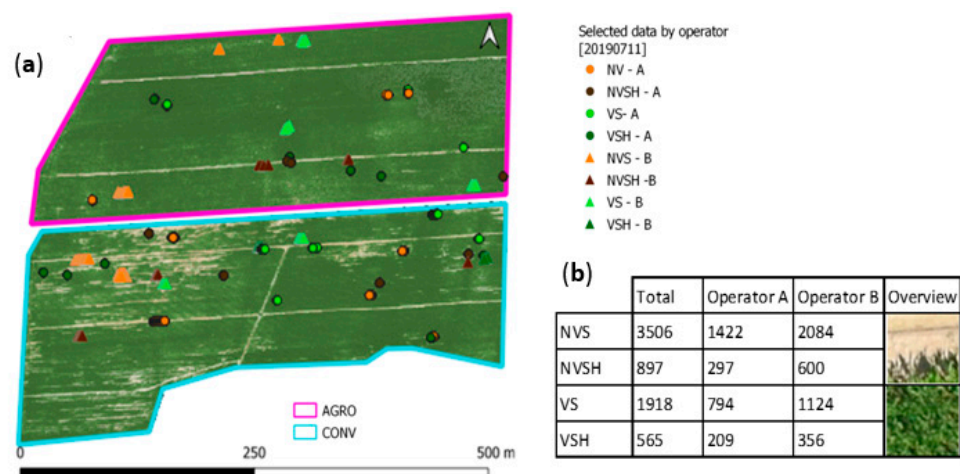 (a)
Selected data by operator
[20190711]
NV - A
NVSH - A
VS- A
VSH - A
NVS - B
NVSH -B
VS - B
VSH - B
AGRO
CONV
0 250 500 m
(b)
Total Operator A Operator B Overview
NVS 3506 1422 2084
NVSH 897 297 600
VS 1918 794 1124
VSH 565 209 356